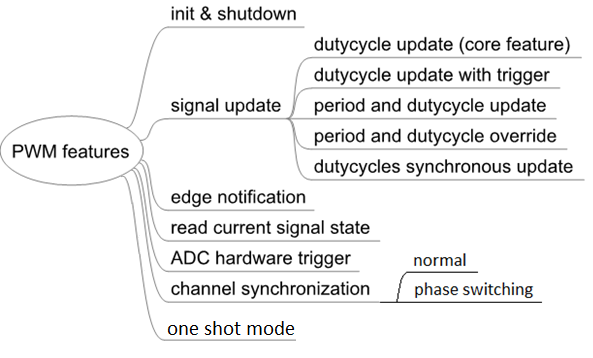 PWM features
init & shutdown
signal update
dutycycle update (core feature)
dutycycle update with trigger
period and dutycycle update
period and dutycycle override
dutycycles synchronous update
edge notification
read current signal state
ADC hardware trigger
channel synchronization
normal
phase switching
one shot mode